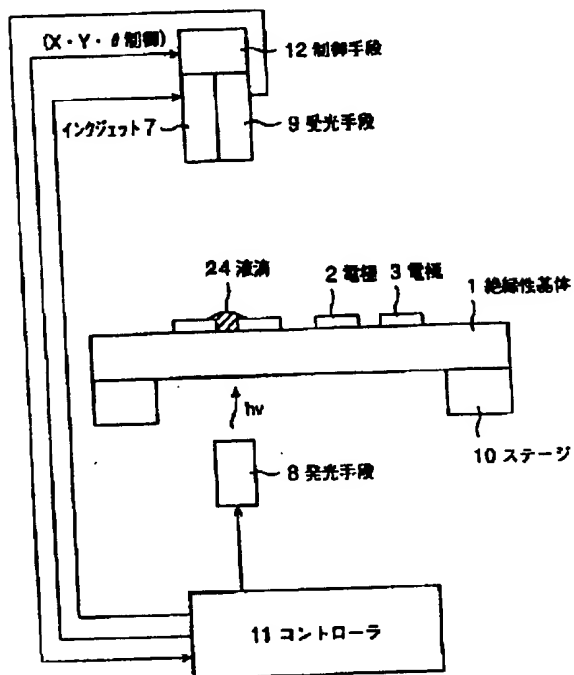 (X・Y・θ制御)
12 制御手段
インクジェット 7
9 受光手段
24 液滴
2 電極
3 電極
1 絶縁性基体
hν
10 ステージ
8 発光手段
11 コントローラ